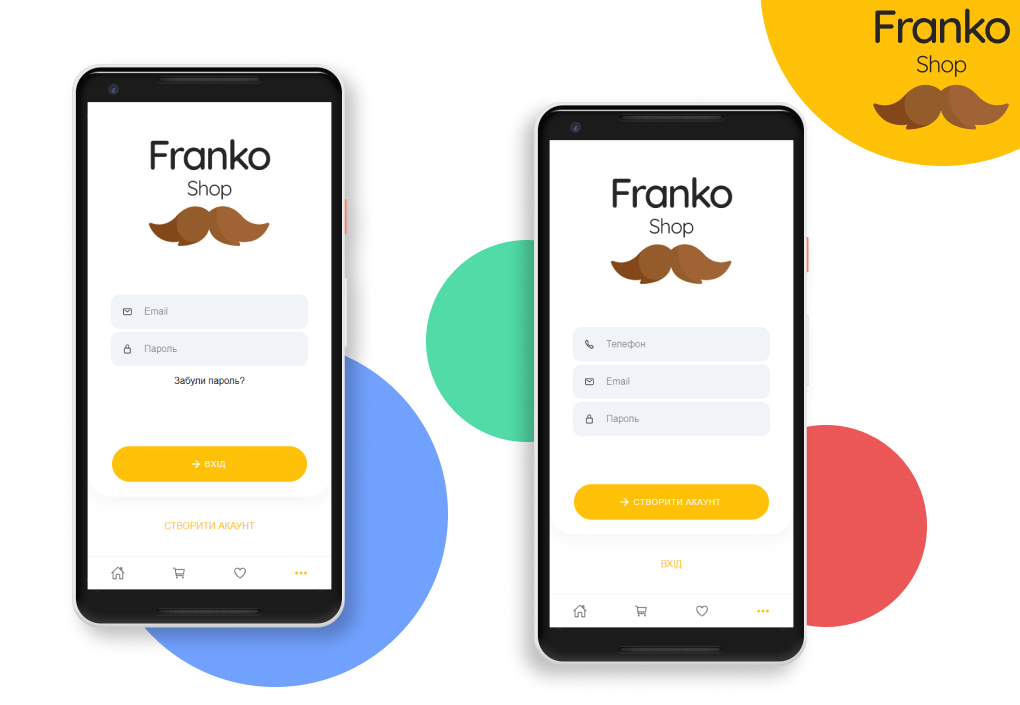 Franko
Shop
Email
Пароль
Забули пароль?
ВХІД
СТВОРИТИ АКАУНТ
Franko
Shop
Телефон
Email
Пароль
СТВОРИТИ АКАУНТ
ВХІД
Franko
Shop